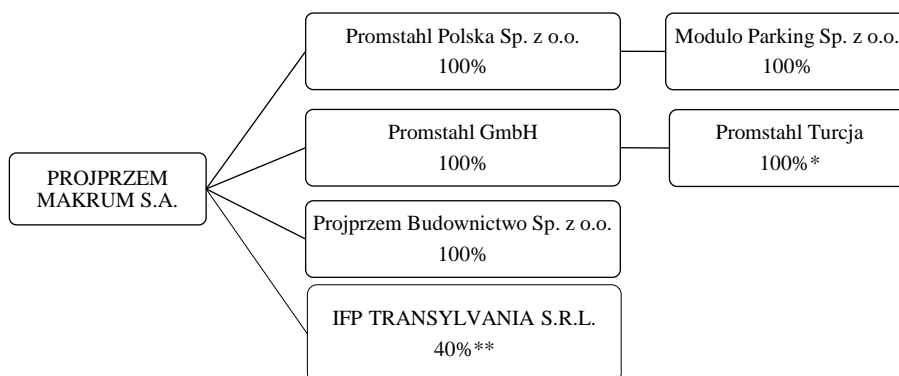 Promstahl Polska Sp. z o.o.
100%
Modulo Parking Sp. z o.o.
100%
Promstahl GmbH
100%
Promstahl Turcja
100%*
PROJPRZEM
MAKRUM S.A.
Projprzem Budownictwo Sp. z o.o.
100%
IFP TRANSYLVANIA S.R.L.
40%**